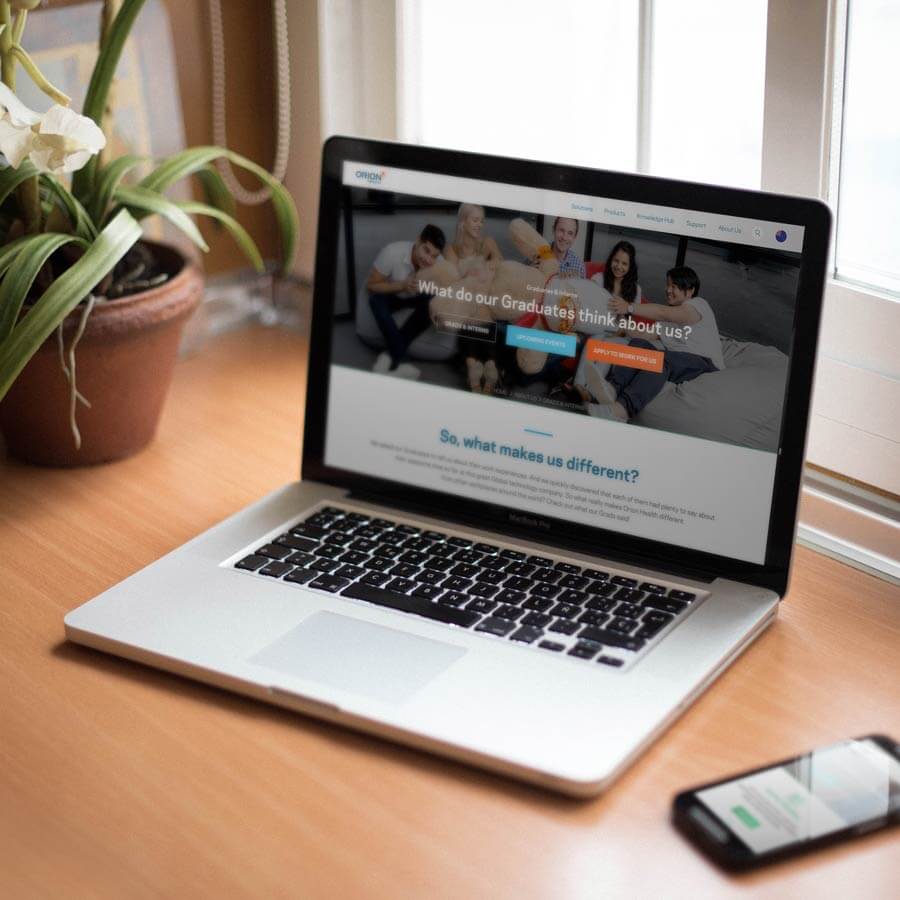 ORION
Solutions Products Knowledge Hub Support About Us
Graduates & Interns
What do our Graduates think about us?
GRADS & INTERNS UPCOMING EVENTS APPLY TO WORK FOR US
HOME / ABOUT US / GRADS & INTERNS
So, what makes us different?
We asked our Graduates to tell us about their work experiences. And we quickly discovered that each of them had plenty to say about
their awesome time so far at this great Global technology company. So what really makes Orion Health different
from other companies around the world? Check out what our Grads said!
MacBook Pro